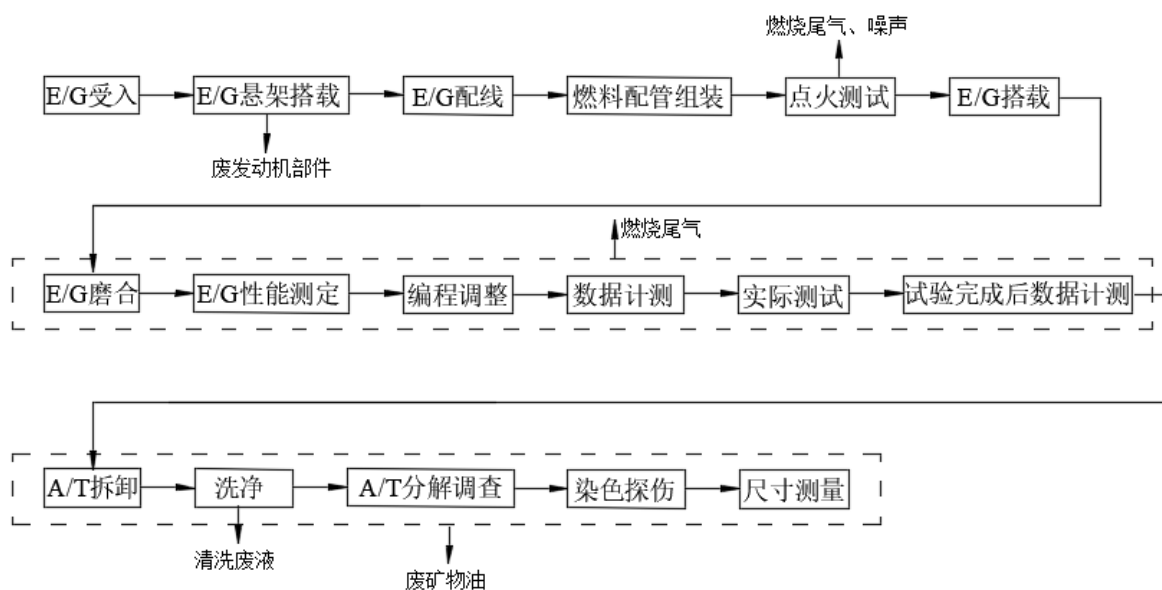 燃烧尾气、噪声
E/G受入
E/G悬架搭载
E/G配线
燃料配管组装
点火测试
E/G搭载
废发动机部件
燃烧尾气
E/G磨合
E/G性能测定
编程调整
数据计测
实际测试
试验完成后数据计测
A/T拆卸
洗净
A/T分解调查
染色探伤
尺寸测量
清洗废液
废矿物油